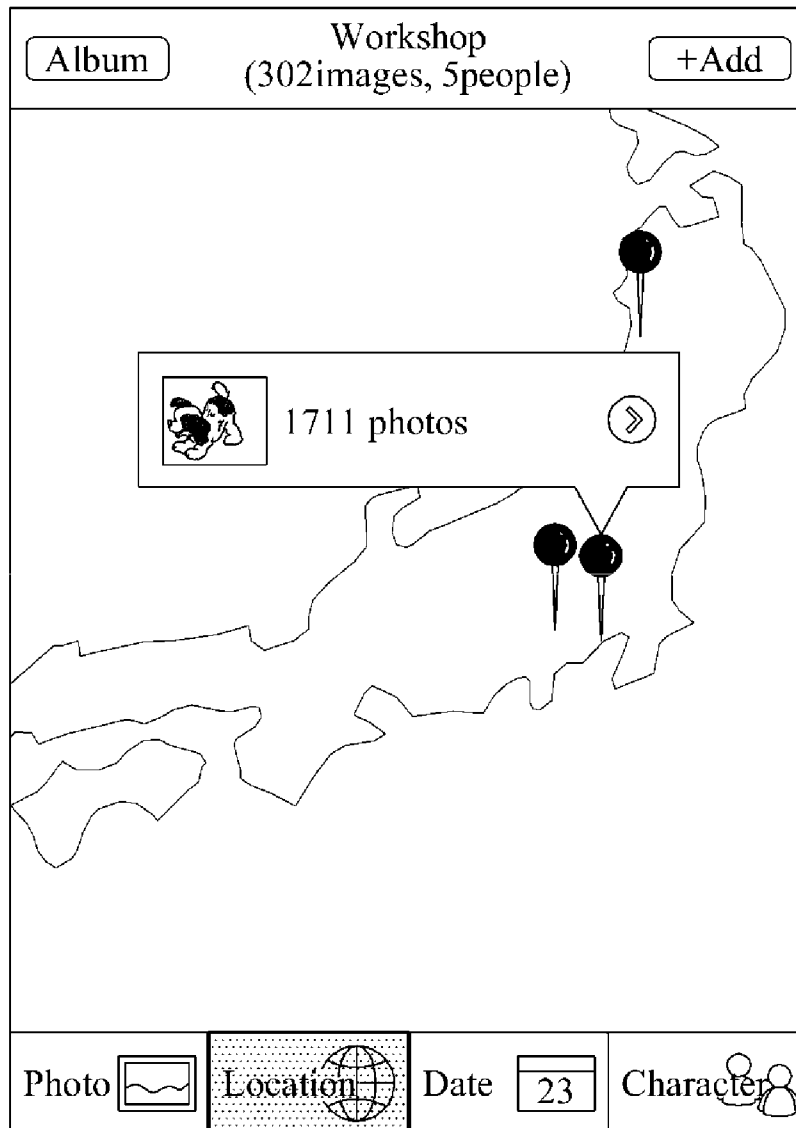 Album
Workshop
(302images, 5people)
+Add
1711 photos
Photo
Location
Date
23
Character